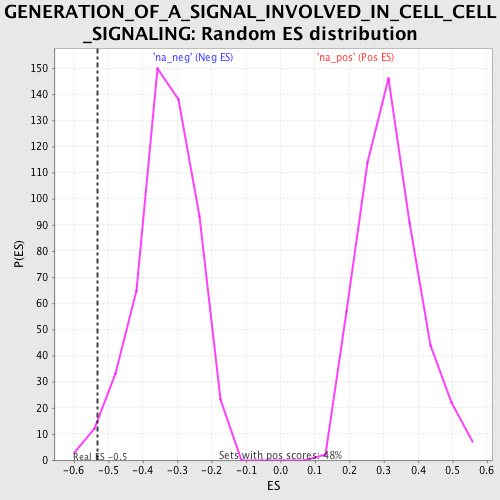 GENERATION_OF_A_SIGNAL_INVOLVED_IN_CELL_CELL
_SIGNALING: Random ES distribution
'na_neg' (Neg ES) 'na_pos' (Pos ES)
150
140
130
120
110
100
90
80
70
60
50
40
30
20
10
0
P(ES)
Real ES -0.5 Sets with pos scores: 48%
-0.6 -0.5 -0.4 -0.3 -0.2 -0.1 0.0 0.1 0.2 0.3 0.4 0.5 0.6
ES